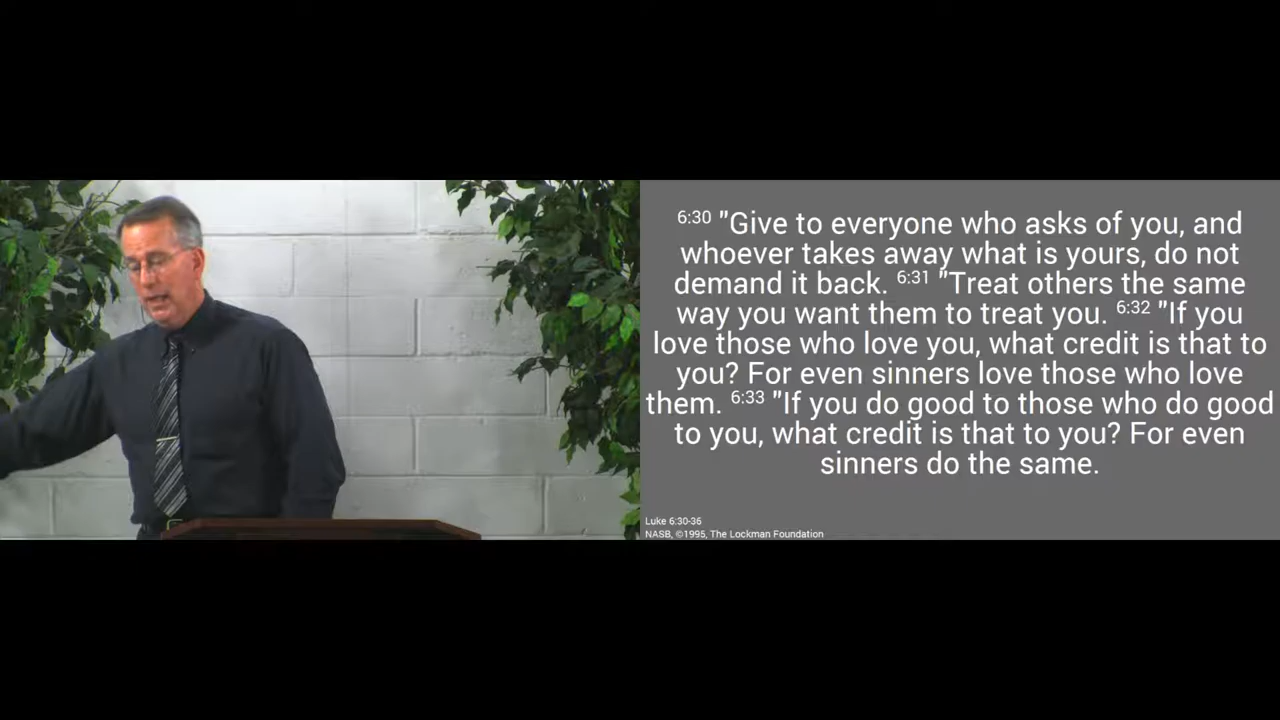 6:30 "Give to everyone who asks of you, and
whoever takes away what is yours, do not
demand it back. 6:31 "Treat others the same
way you want them to treat you. 6:32 "If you
love those who love you, what credit is that to
you? For even sinners love those who love
them. 6:33 "If you do good to those who do good
to you, what credit is that to you? For even
sinners do the same.
Luke 6:30-36
NASB, ©1995, The Lockman Foundation